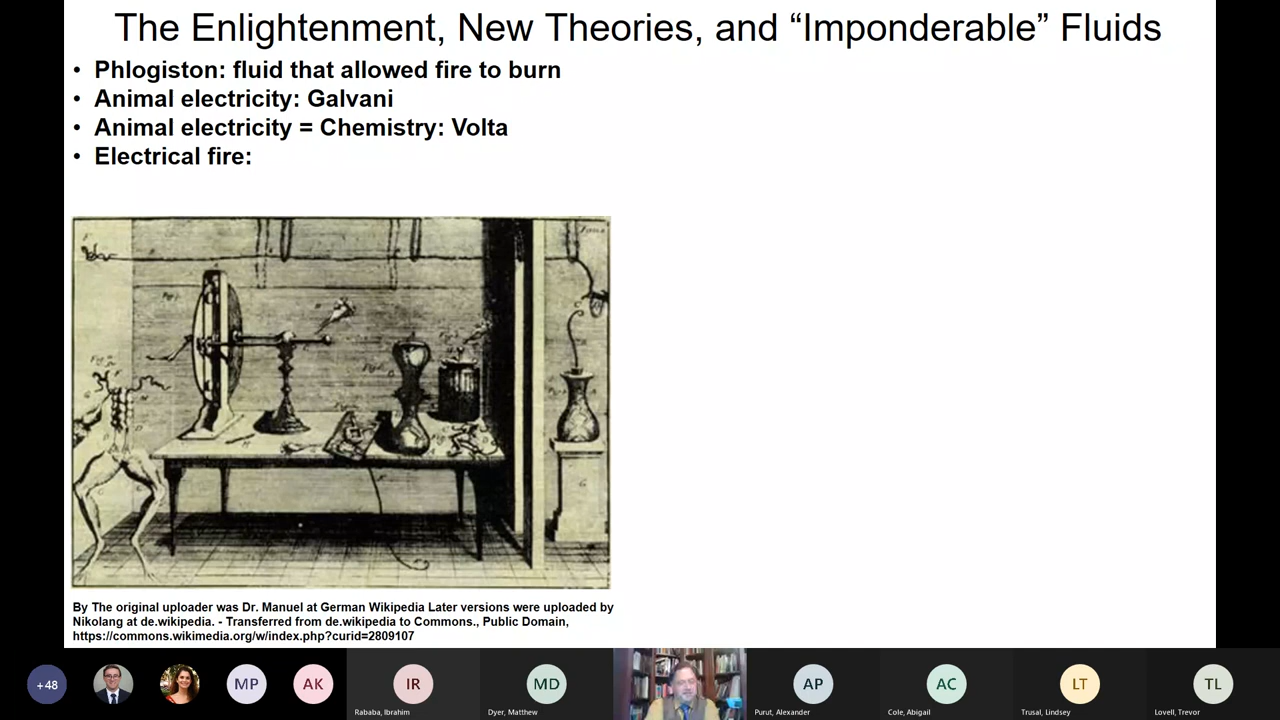 The Enlightenment, New Theories, and “Imponderable” Fluids
• Phlogiston: fluid that allowed fire to burn
• Animal electricity: Galvani
• Animal electricity = Chemistry: Volta
• Electrical fire:
By The original uploader was Dr. Manuel at German Wikipedia Later versions were uploaded by
Nikolang at de.wikipedia. - Transferred from de.wikipedia to Commons., Public Domain,
https://commons.wikimedia.org/w/index.php?curid=2809107
+48
MP
AK
IR
MD
AP
AC
LT
TL
Rababa, Ibrahim
Dyer, Matthew
Purut, Alexander
Cole, Abigail
Trusal, Lindsey
Lovell, Trevor